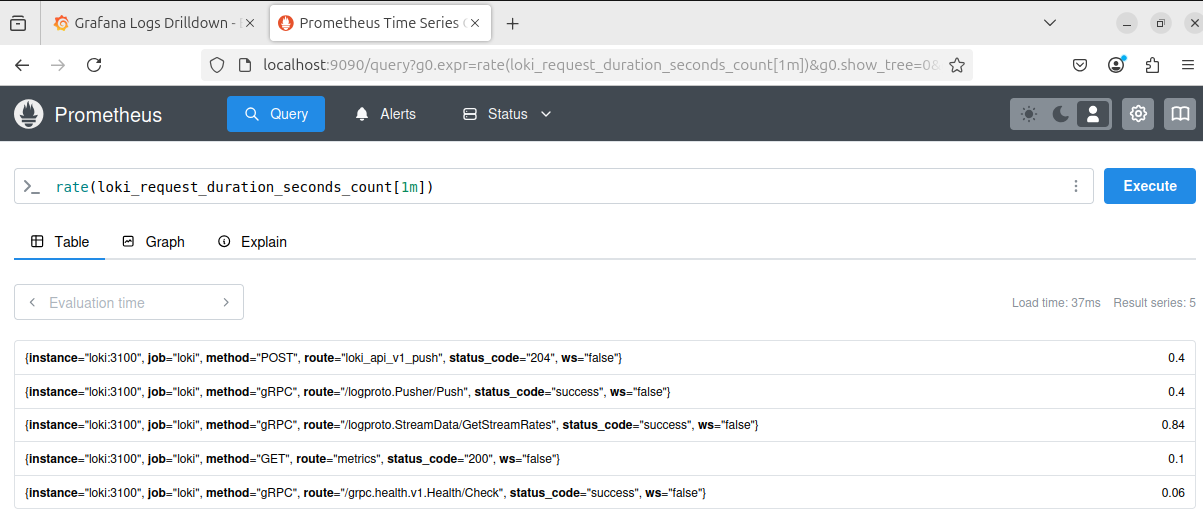 Grafana Logs Drilldown -
Prometheus Time Series
localhost:9090/query?g0.expr=rate(loki_request_duration_seconds_count[1m])&g0.show_tree=0&
Prometheus
Query
Alerts
Status
>_ rate(loki_request_duration_seconds_count[1m])
Execute
Table
Graph
Explain
Evaluation time
Load time: 37ms Result series: 5
{instance="loki:3100", job="loki", method="POST", route="loki_api_v1_push", status_code="204", ws="false"} 0.4
{instance="loki:3100", job="loki", method="gRPC", route="/logproto.Pusher/Push", status_code="success", ws="false"} 0.4
{instance="loki:3100", job="loki", method="gRPC", route="/logproto.StreamData/GetStreamRates", status_code="success", ws="false"} 0.84
{instance="loki:3100", job="loki", method="GET", route="metrics", status_code="200", ws="false"} 0.1
{instance="loki:3100", job="loki", method="gRPC", route="/grpc.health.v1.Health/Check", status_code="success", ws="false"} 0.06